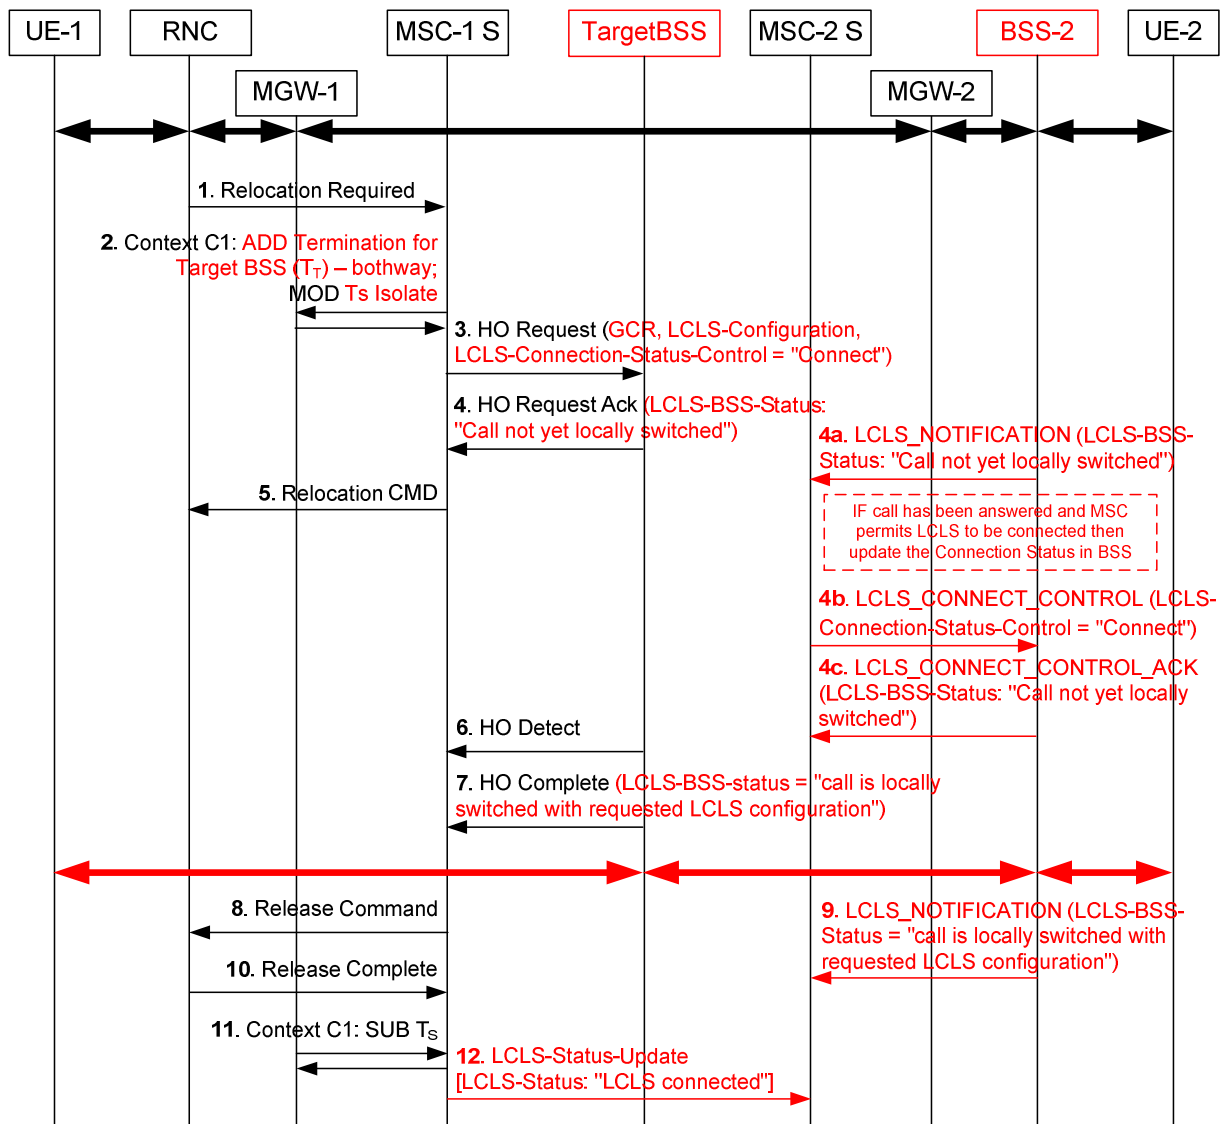 UE-1
RNC
MSC-1 S
TargetBSS
MSC-2 S
BSS-2
UE-2
MGW-1
MGW-2
1. Relocation Required
2. Context C1: ADD Termination for
Target BSS (TT) – bothway;
MOD Ts Isolate
3. HO Request (GCR, LCLS-Configuration,
LCLS-Connection-Status-Control = "Connect")
4. HO Request Ack (LCLS-BSS-Status:
"Call not yet locally switched")
4a. LCLS_NOTIFICATION (LCLS-BSS-
Status: "Call not yet locally switched")
5. Relocation CMD
IF call has been answered and MSC
permits LCLS to be connected then
update the Connection Status in BSS
4b. LCLS_CONNECT_CONTROL (LCLS-
Connection-Status-Control = "Connect")
4c. LCLS_CONNECT_CONTROL_ACK
(LCLS-BSS-Status: "Call not yet locally
switched")
6. HO Detect
7. HO Complete (LCLS-BSS-status = "call is locally
switched with requested LCLS configuration")
8. Release Command
9. LCLS_NOTIFICATION (LCLS-BSS-
Status = "call is locally switched with
requested LCLS configuration")
10. Release Complete
11. Context C1: SUB TS
12. LCLS-Status-Update
[LCLS-Status: "LCLS connected"]